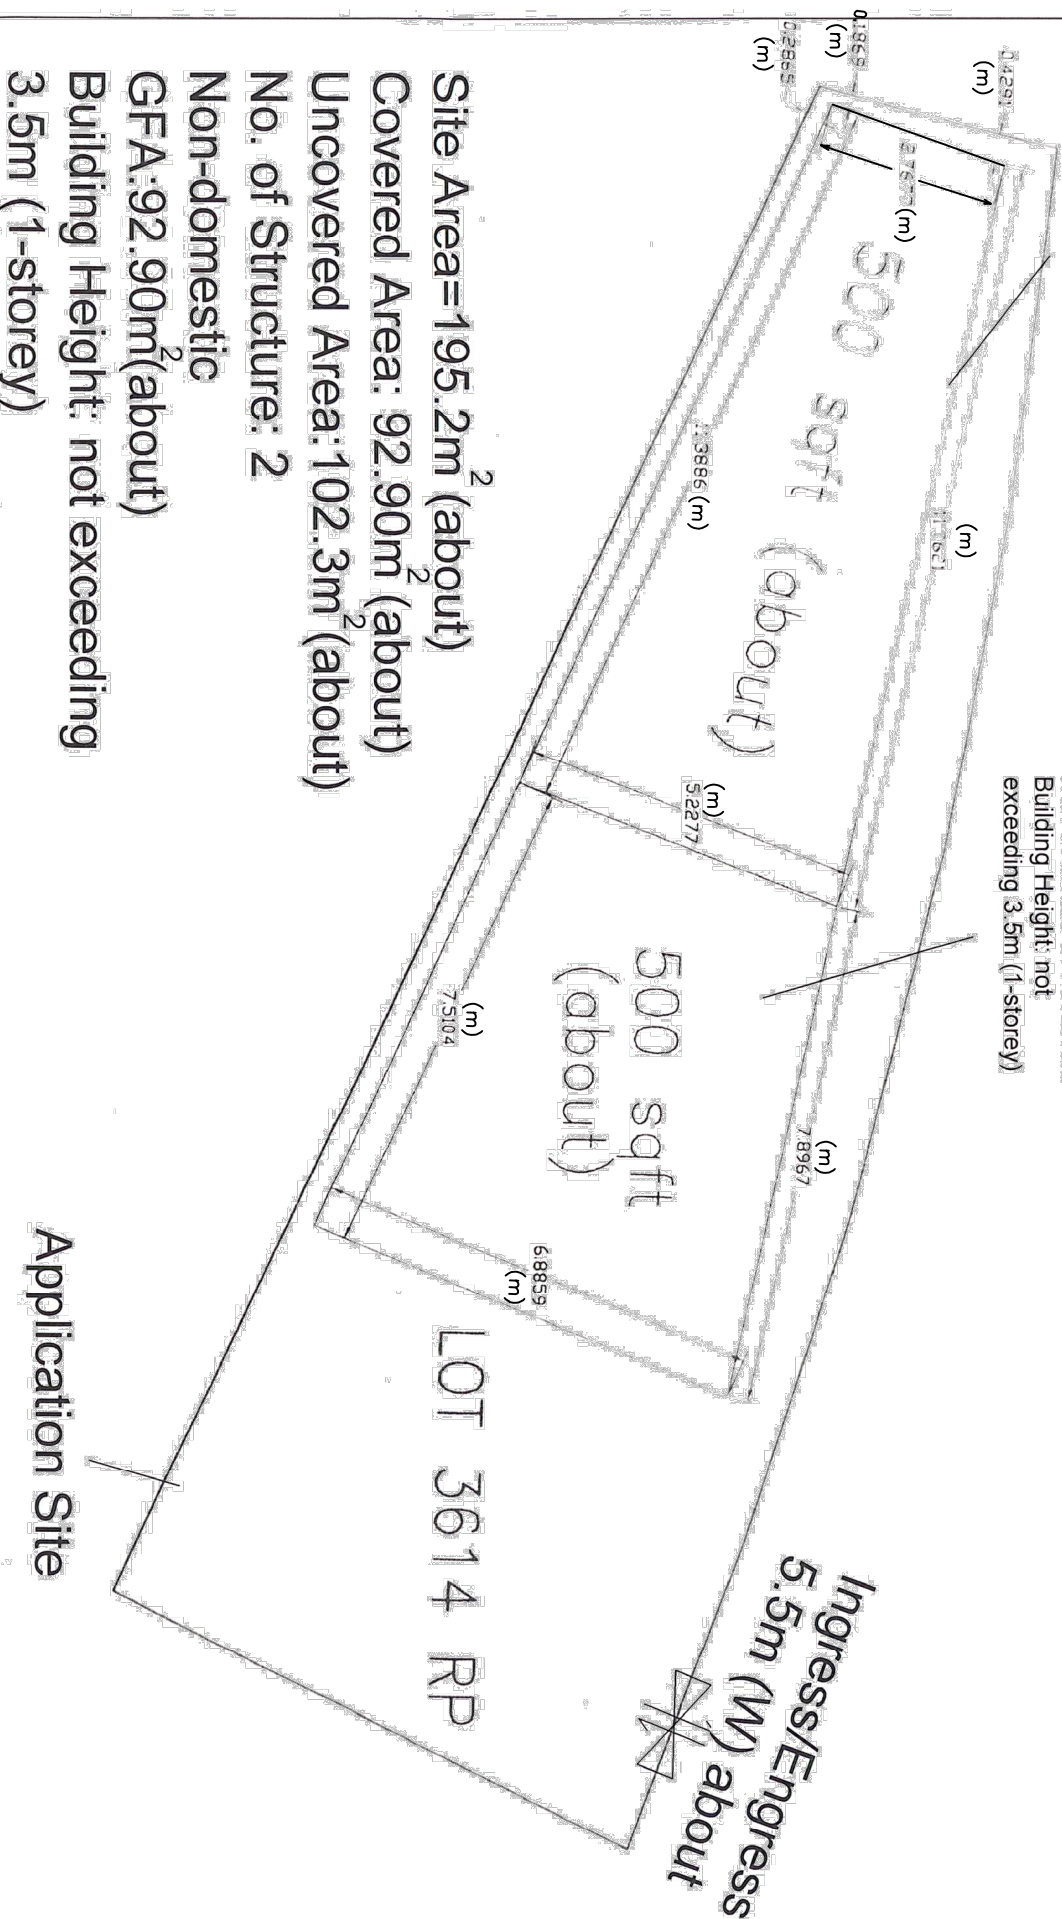 Building Height: not
exceeding 3.5m (1-storey)
0.4291
(m)
(m)
(m)
(m)
500 sqft (about)
(m)
(m)
5.2277
(m)
500 sqft
(about)
7.8967
(m)
7.5104
(m)
6.8859
(m)
LOT 3614 RP
Ingress/Engress
5.5m (W) about
Site Area=195.2m² (about)
Covered Area: 92.90m² (about)
Uncovered Area:102.3m² (about)
No. of Structure: 2
Non-domestic
GFA:92.90m²(about)
Building Height: not exceeding
3.5m (1-storey)
Application Site